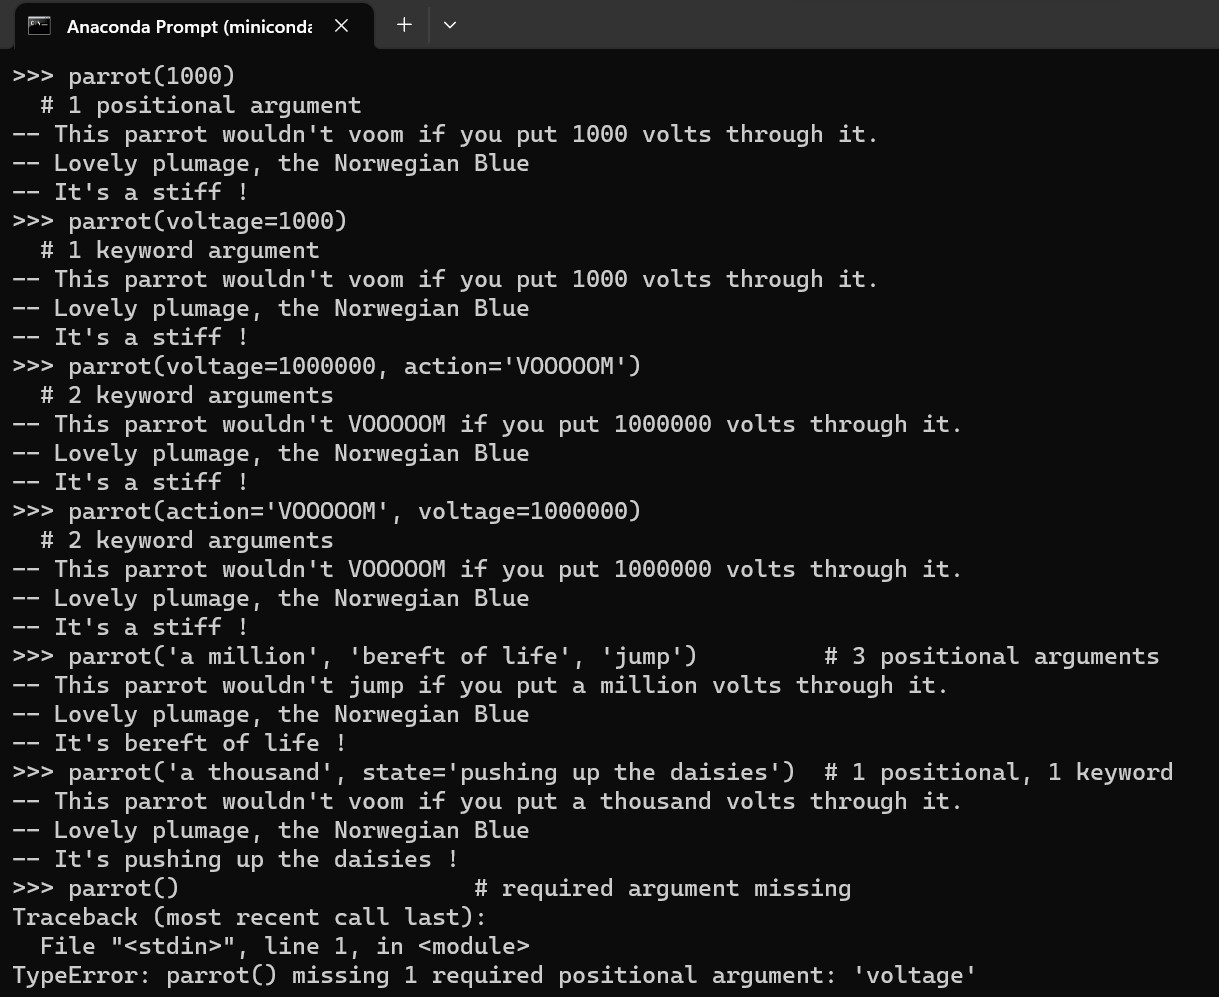 Anaconda Prompt (miniconda
>>> parrot(1000)
  # 1 positional argument
-- This parrot wouldn't voom if you put 1000 volts through it.
-- Lovely plumage, the Norwegian Blue
-- It's a stiff !
>>> parrot(voltage=1000)
  # 1 keyword argument
-- This parrot wouldn't voom if you put 1000 volts through it.
-- Lovely plumage, the Norwegian Blue
-- It's a stiff !
>>> parrot(voltage=1000000, action='VOOOOOM')
  # 2 keyword arguments
-- This parrot wouldn't VOOOOOM if you put 1000000 volts through it.
-- Lovely plumage, the Norwegian Blue
-- It's a stiff !
>>> parrot(action='VOOOOOM', voltage=1000000)
  # 2 keyword arguments
-- This parrot wouldn't VOOOOOM if you put 1000000 volts through it.
-- Lovely plumage, the Norwegian Blue
-- It's a stiff !
>>> parrot('a million', 'bereft of life', 'jump')         # 3 positional arguments
-- This parrot wouldn't jump if you put a million volts through it.
-- Lovely plumage, the Norwegian Blue
-- It's bereft of life !
>>> parrot('a thousand', state='pushing up the daisies')  # 1 positional, 1 keyword
-- This parrot wouldn't voom if you put a thousand volts through it.
-- Lovely plumage, the Norwegian Blue
-- It's pushing up the daisies !
>>> parrot()                     # required argument missing
Traceback (most recent call last):
  File "<stdin>", line 1, in <module>
TypeError: parrot() missing 1 required positional argument: 'voltage'